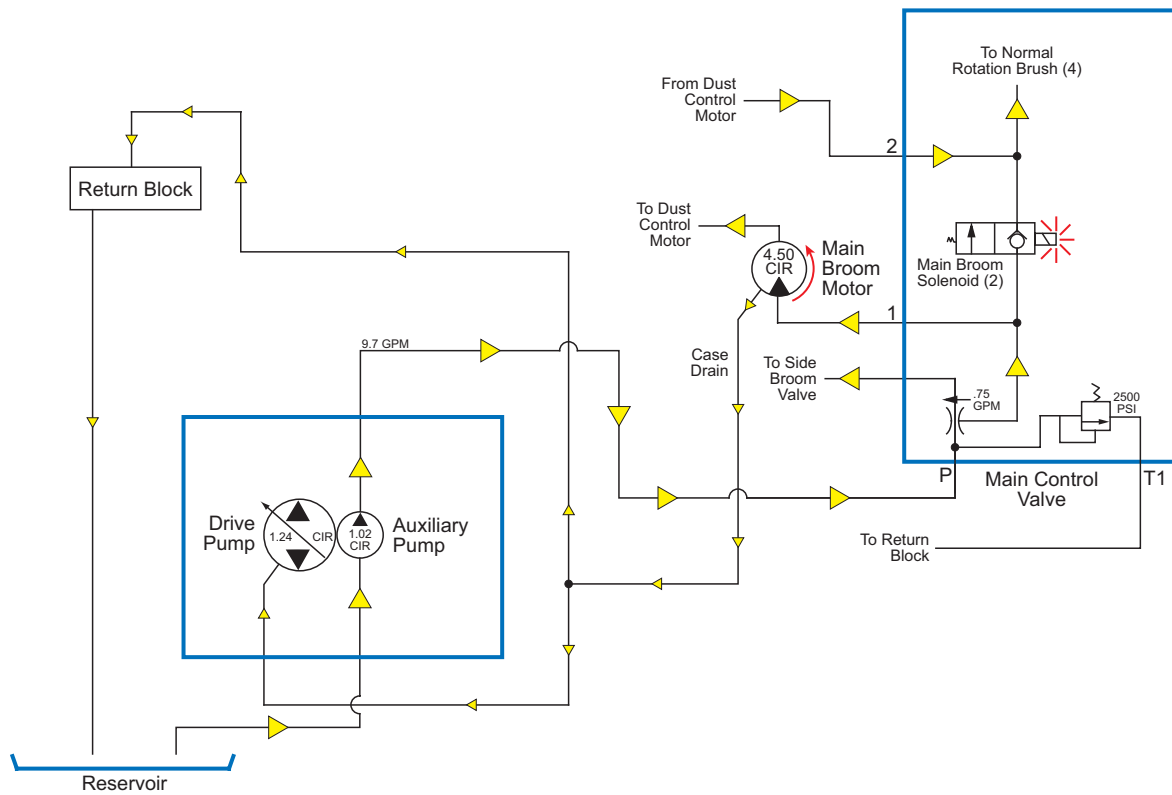 To Normal
Rotation Brush (4)
From Dust
Control
Motor
2
Return Block
To Dust
Control
Motor
4.50
CIR
Main
Broom
Motor
Main Broom
Solenoid (2)
1
9.7 GPM
Case
Drain
To Side
Broom
Valve
.75
GPM
2500
PSI
P
Main Control
Valve
T1
Drive
Pump
1.24 CIR
1.02
CIR
Auxiliary
Pump
To Return
Block
Reservoir